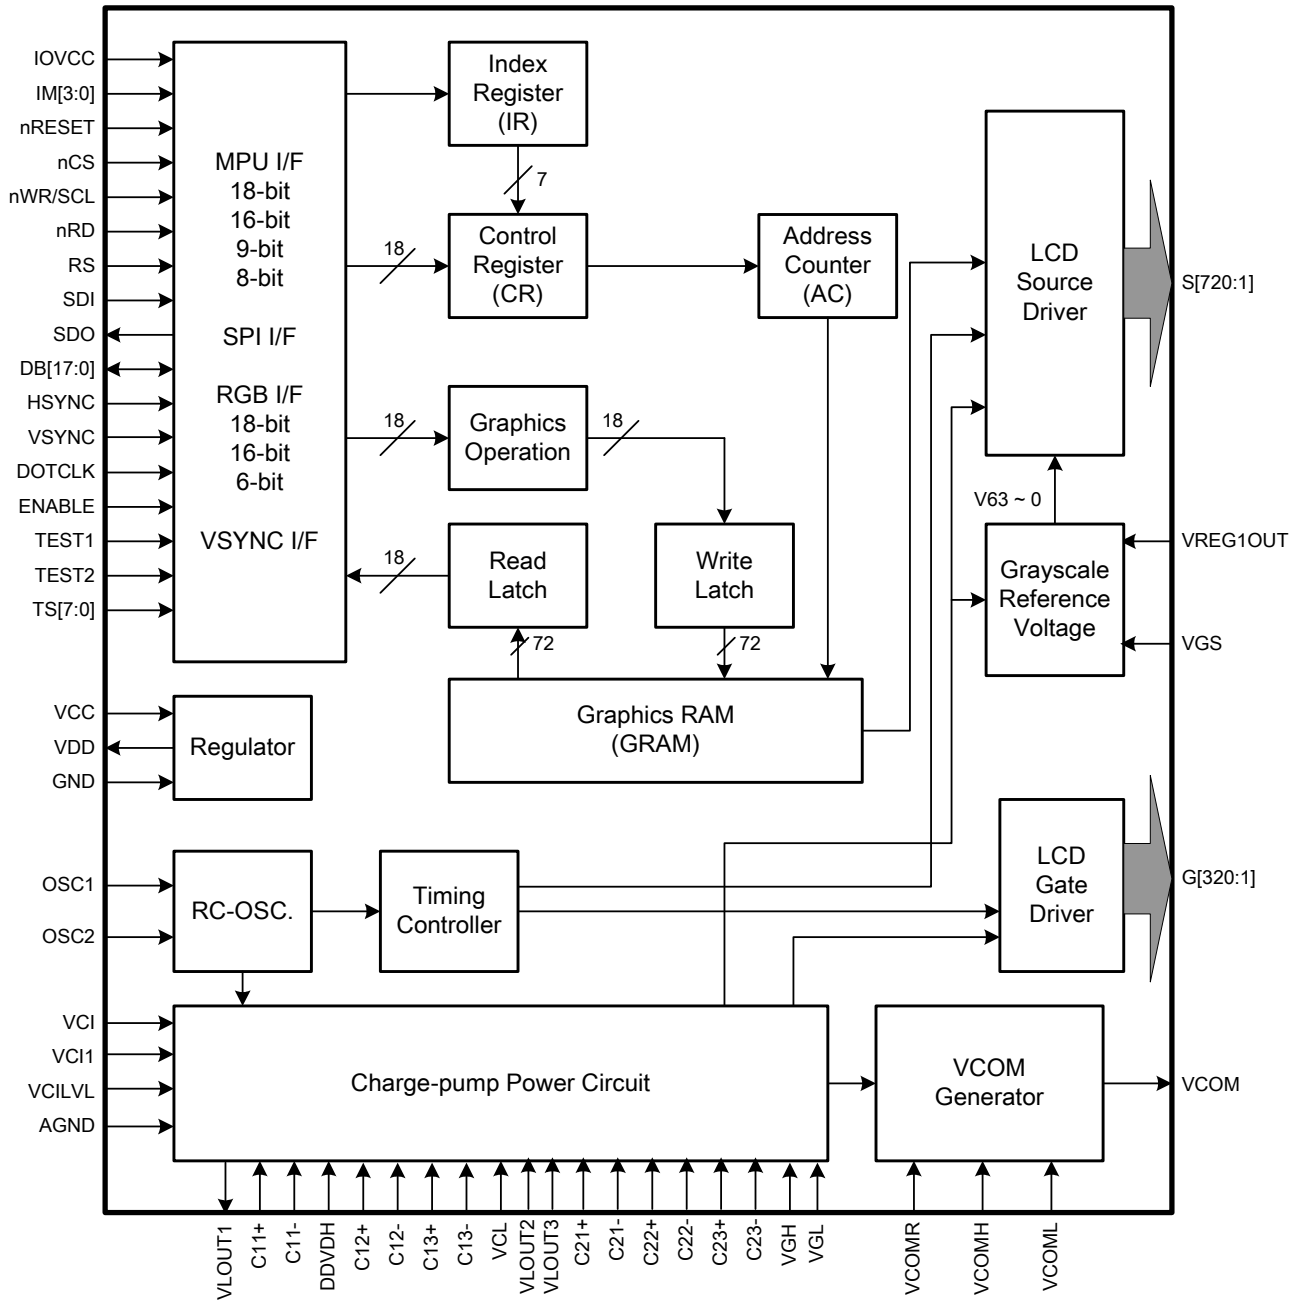 IOVCC
IM[3:0]
nRESET
nCS
nWR/SCL
nRD
RS
SDI
SDO
DB[17:0]
HSYNC
VSYNC
DOTCLK
ENABLE
TEST1
TEST2
TS[7:0]
MPU I/F
18-bit
16-bit
9-bit
8-bit
SPI I/F
RGB I/F
18-bit
16-bit
6-bit
VSYNC I/F
Index
Register
(IR)
7
18
Control
Register
(CR)
Address
Counter
(AC)
18
Graphics
Operation
18
18
Read
Latch
Write
Latch
72
72
Graphics RAM
(GRAM)
LCD
Source
Driver
S[720:1]
V63 ~ 0
Grayscale
Reference
Voltage
VREG1OUT
VGS
VCC
VDD
GND
Regulator
OSC1
OSC2
RC-OSC.
Timing
Controller
LCD
Gate
Driver
G[320:1]
VCI
VCI1
VCILVL
AGND
Charge-pump Power Circuit
VCOM
Generator
VCOM
VLOUT1
C11+
C11-
DDVDH
C12+
C12-
C13+
C13-
VCL
VLOUT2
VLOUT3
C21+
C21-
C22+
C22-
C23+
C23-
VGH
VGL
VCOMR
VCOMH
VCOML